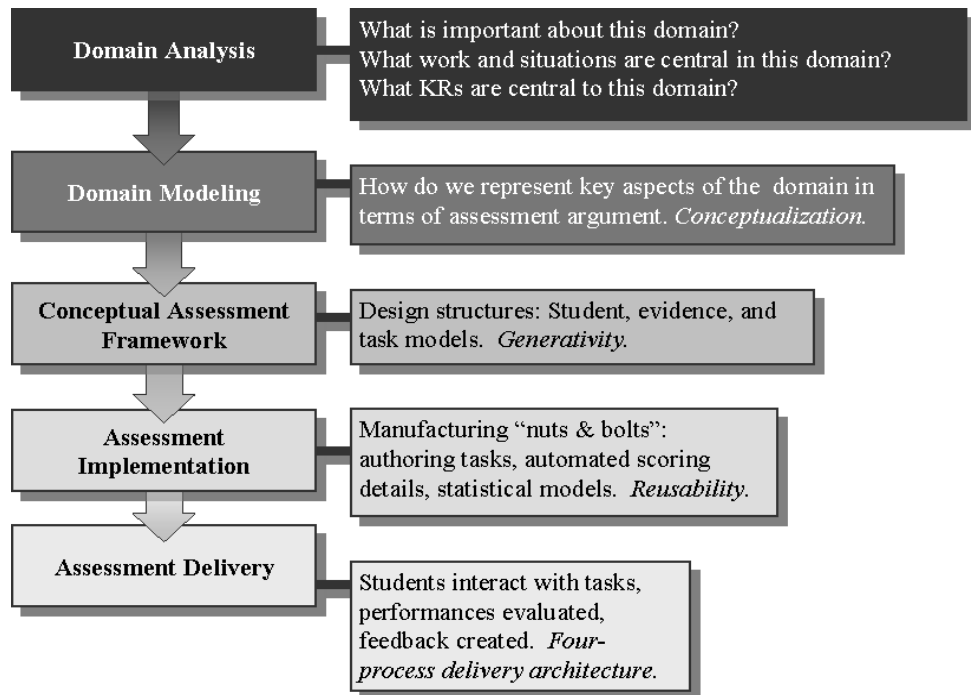 Domain Analysis
What is important about this domain?
What work and situations are central in this domain?
What KRs are central to this domain?
Domain Modeling
How do we represent key aspects of the domain in
terms of assessment argument. Conceptualization.
Conceptual Assessment
Framework
Design structures: Student, evidence, and
task models. Generativity.
Assessment
Implementation
Manufacturing “nuts & bolts”:
authoring tasks, automated scoring
details, statistical models. Reusability.
Assessment Delivery
Students interact with tasks,
performances evaluated,
feedback created. Four-
process delivery architecture.